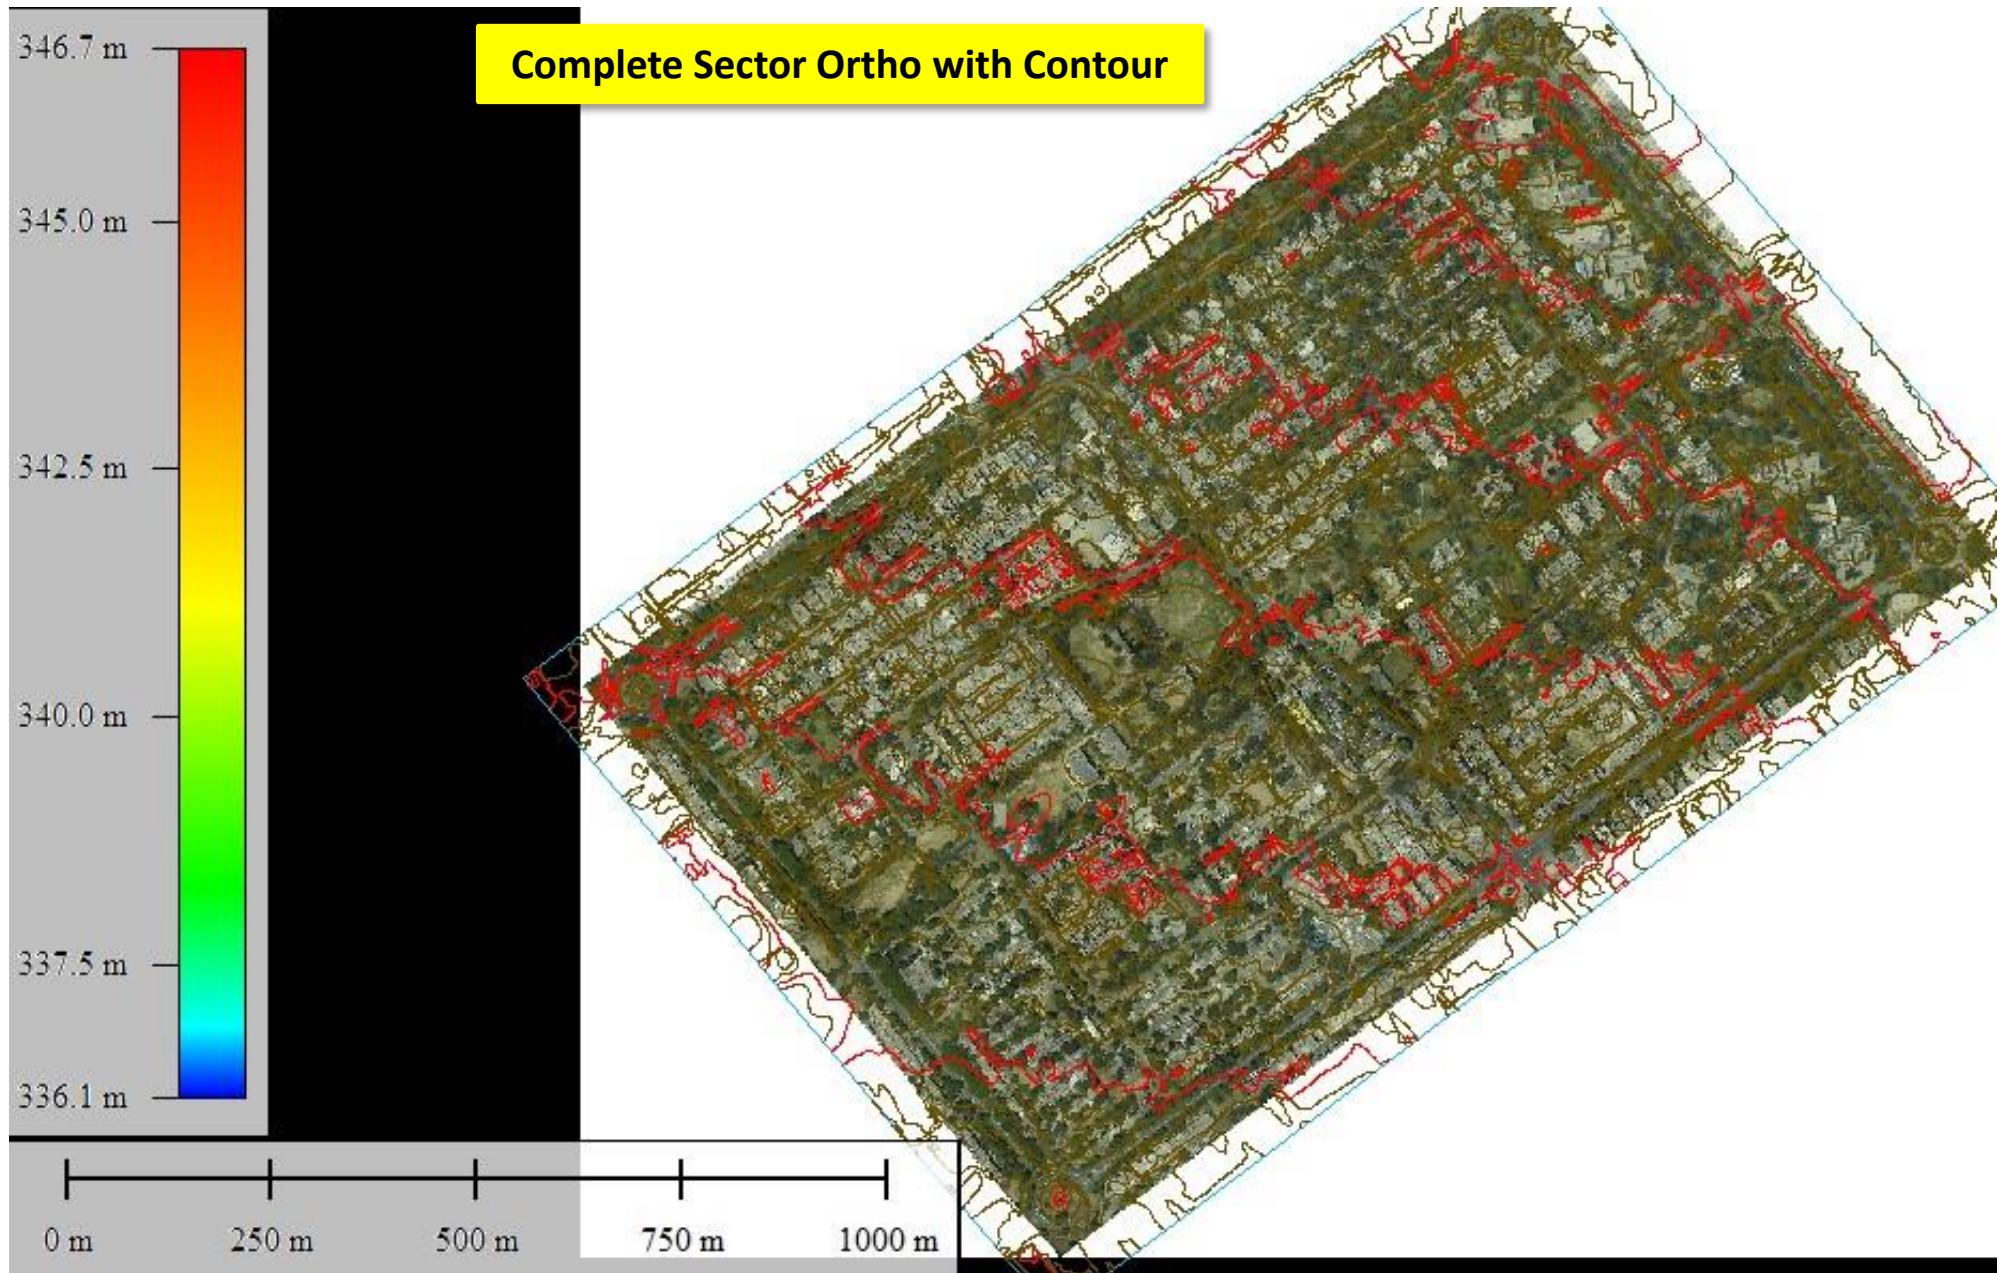 Complete Sector Ortho with Contour
346.7 m
345.0 m
342.5 m
340.0 m
337.5 m
336.1 m
0 m 250 m 500 m 750 m 1000 m